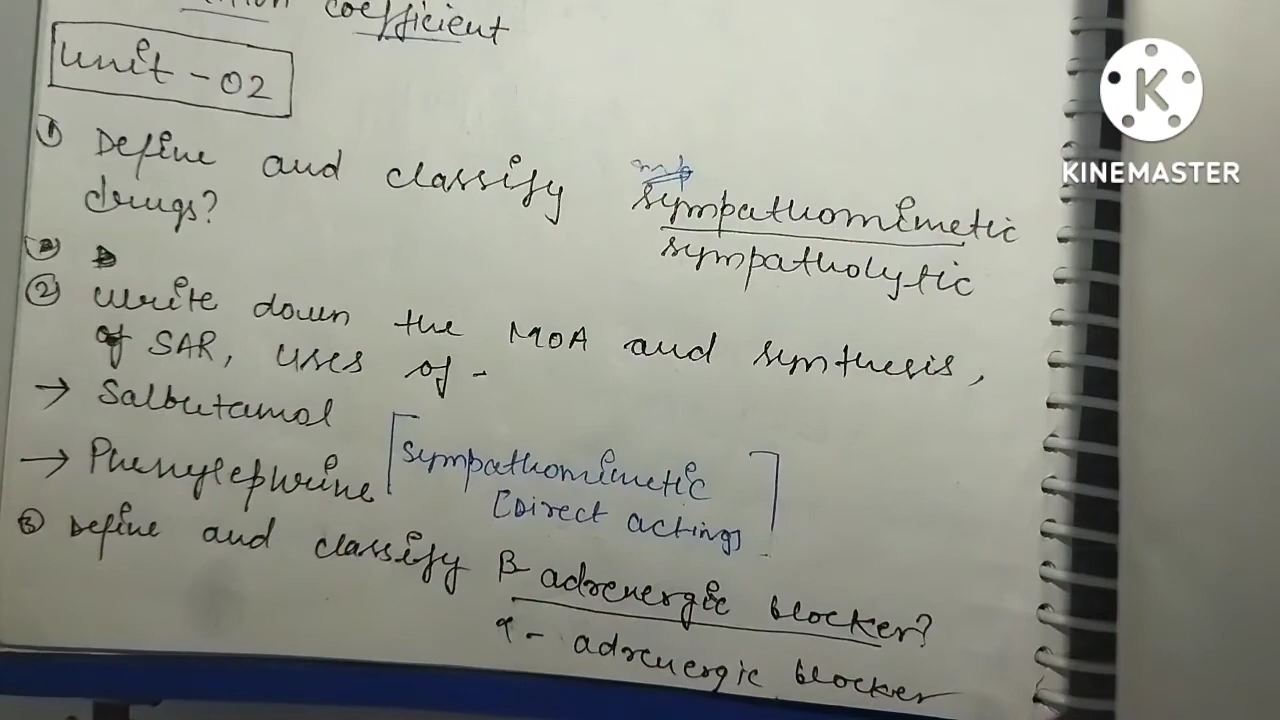 coefficient
Unit - 02
① Define and classify sympathomimetic
drugs?
sympatholytic
② Write down the MOA and synthesis,
of SAR, uses of -
→ Salbutamol
→ Phenylephrine [sympathomimetic
[Direct acting]]
③ Define and classify β adrenergic blocker?
α - adrenergic blocker
K
KINEMASTER